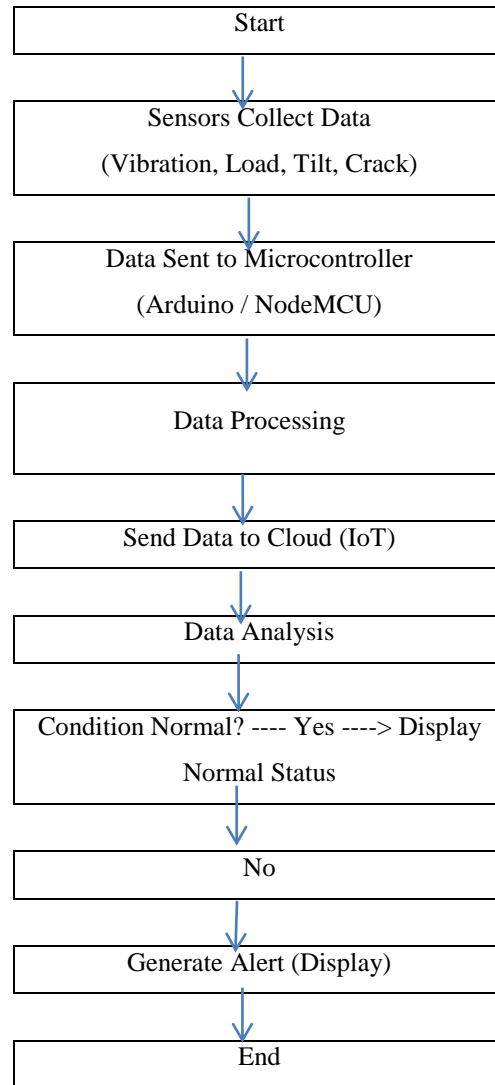 Start
Sensors Collect Data
(Vibration, Load, Tilt, Crack)
Data Sent to Microcontroller
(Arduino / NodeMCU)
Data Processing
Send Data to Cloud (IoT)
Data Analysis
Condition Normal? ---- Yes ----> Display
Normal Status
No
Generate Alert (Display)
End